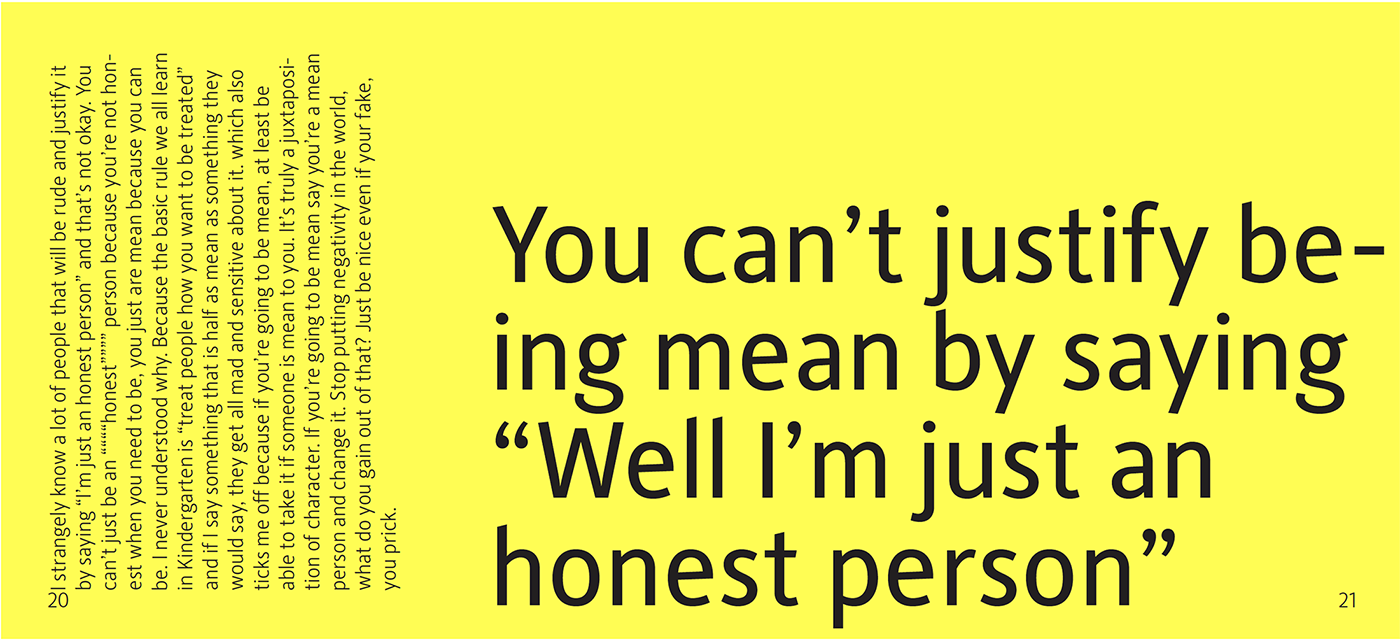 I strangely know a lot of people that will be rude and justify it
by saying “I’m just an honest person” and that’s not okay. You
can’t just be an “““““honest””””” person because you’re not hon-
est when you need to be, you just are mean because you can
be. I never understood why. Because the basic rule we all learn
in Kindergarten is “treat people how you want to be treated”
and if I say something that is half as mean as something they
would say, they get all mad and sensitive about it. which also
ticks me off because if you’re going to be mean, at least be
able to take it if someone is mean to you. It’s truly a juxtaposi-
tion of character. If you’re going to be mean say you’re a mean
person and change it. Stop putting negativity in the world,
what do you gain out of that? Just be nice even if your fake,
you prick.
20
You can’t justify be-
ing mean by saying
“Well I’m just an
honest person”
21